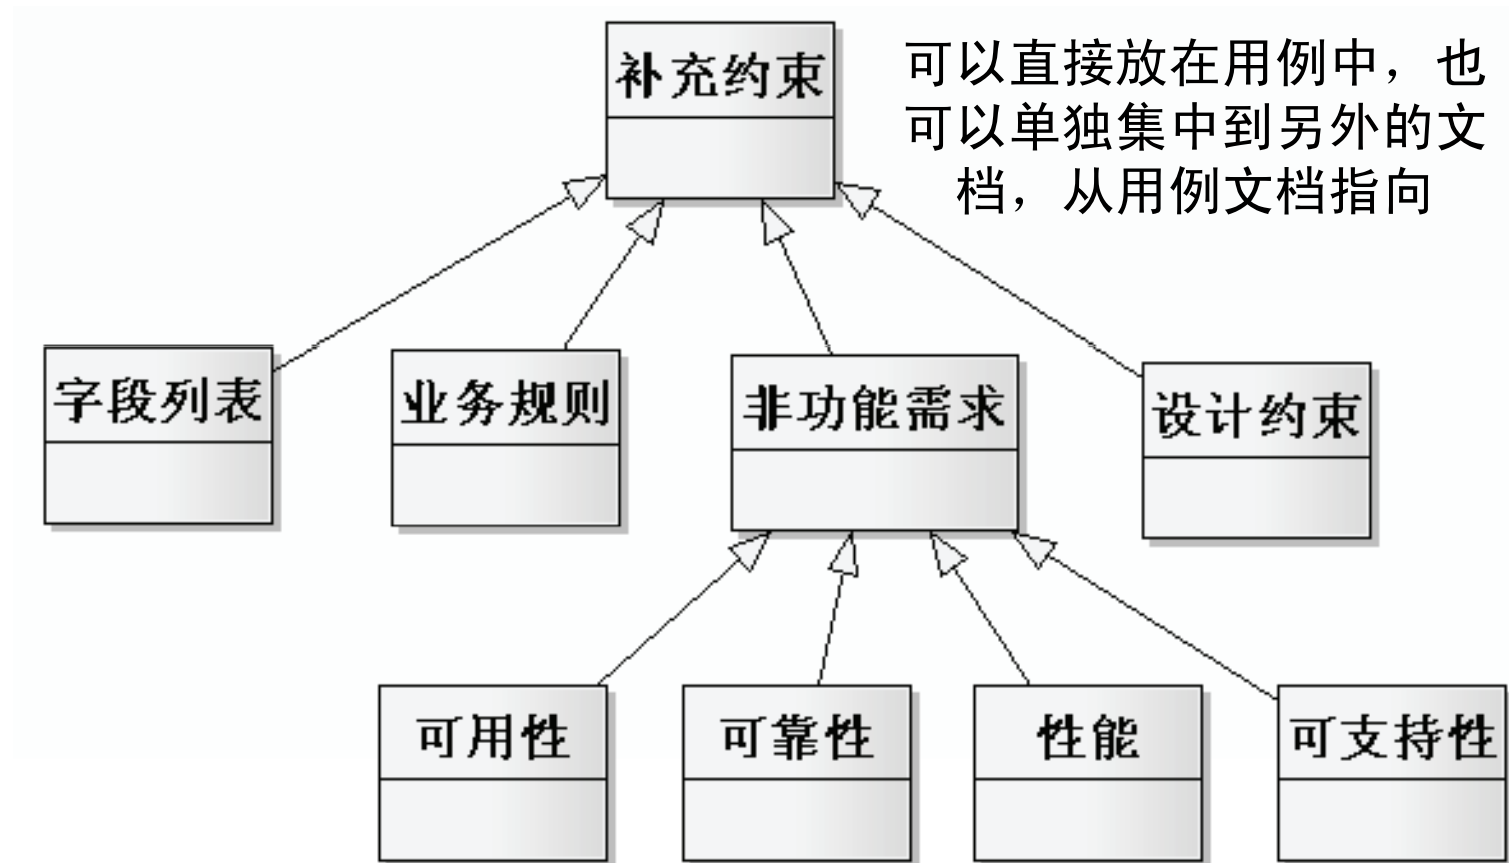 补充约束
可以直接放在用例中，也
可以单独集中到另外的文
档，从用例文档指向
字段列表
业务规则
非功能需求
设计约束
可用性
可靠性
性能
可支持性